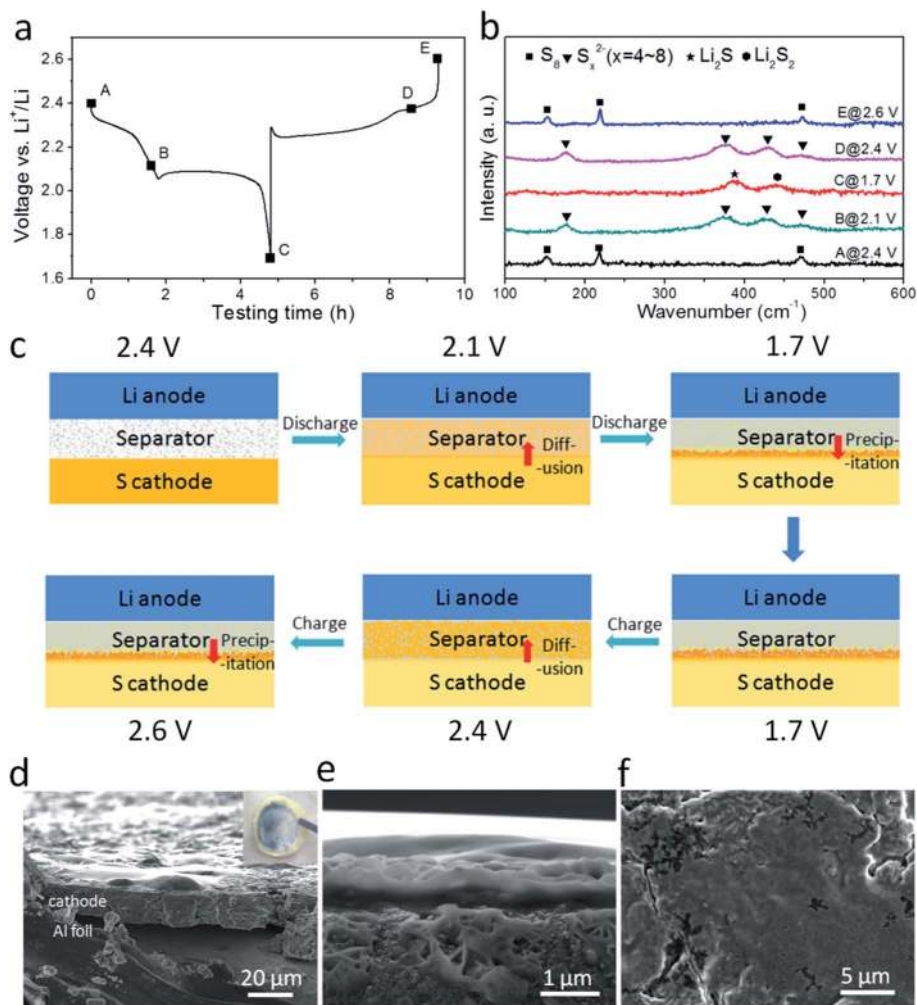 a
2.6
2.4
2.2
2.0
1.8
1.6
Voltage vs. Li⁺/Li
A
B
C
D
E
0 2 4 6 8 10
Testing time (h)
b
■ S₈ ▼ Sₓ²⁻(x=4~8) ★ Li₂S ⬢ Li₂S₂
Intensity (a. u.)
E@2.6 V
D@2.4 V
C@1.7 V
B@2.1 V
A@2.4 V
100 200 300 400 500 600
Wavenumber (cm⁻¹)
c
2.4 V 2.1 V 1.7 V
Li anode
Separator
S cathode
Discharge
Li anode
Separator
Diff-
-usion
S cathode
Discharge
Li anode
Separator
Precip-
-itation
S cathode
Li anode
Separator
Precip-
-itation
S cathode
Charge
Li anode
Separator
Diff-
-usion
S cathode
Charge
Li anode
Separator
S cathode
2.6 V 2.4 V 1.7 V
d
cathode
Al foil
20 μm
e
1 μm
f
5 μm